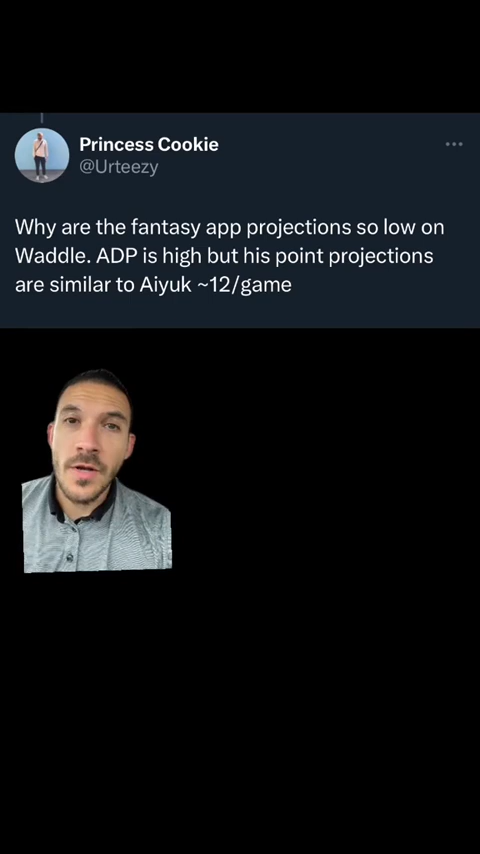 Princess Cookie
@Urteezy
Why are the fantasy app projections so low on
Waddle. ADP is high but his point projections
are similar to Aiyuk ~12/game